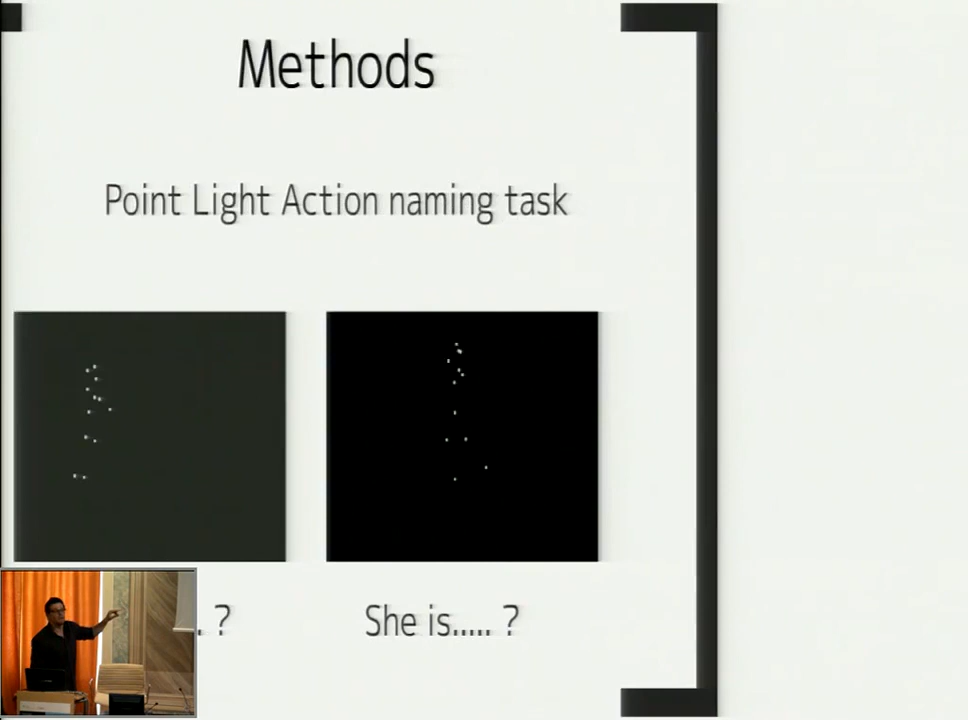 Methods
Point Light Action naming task
. ?
She is..... ?